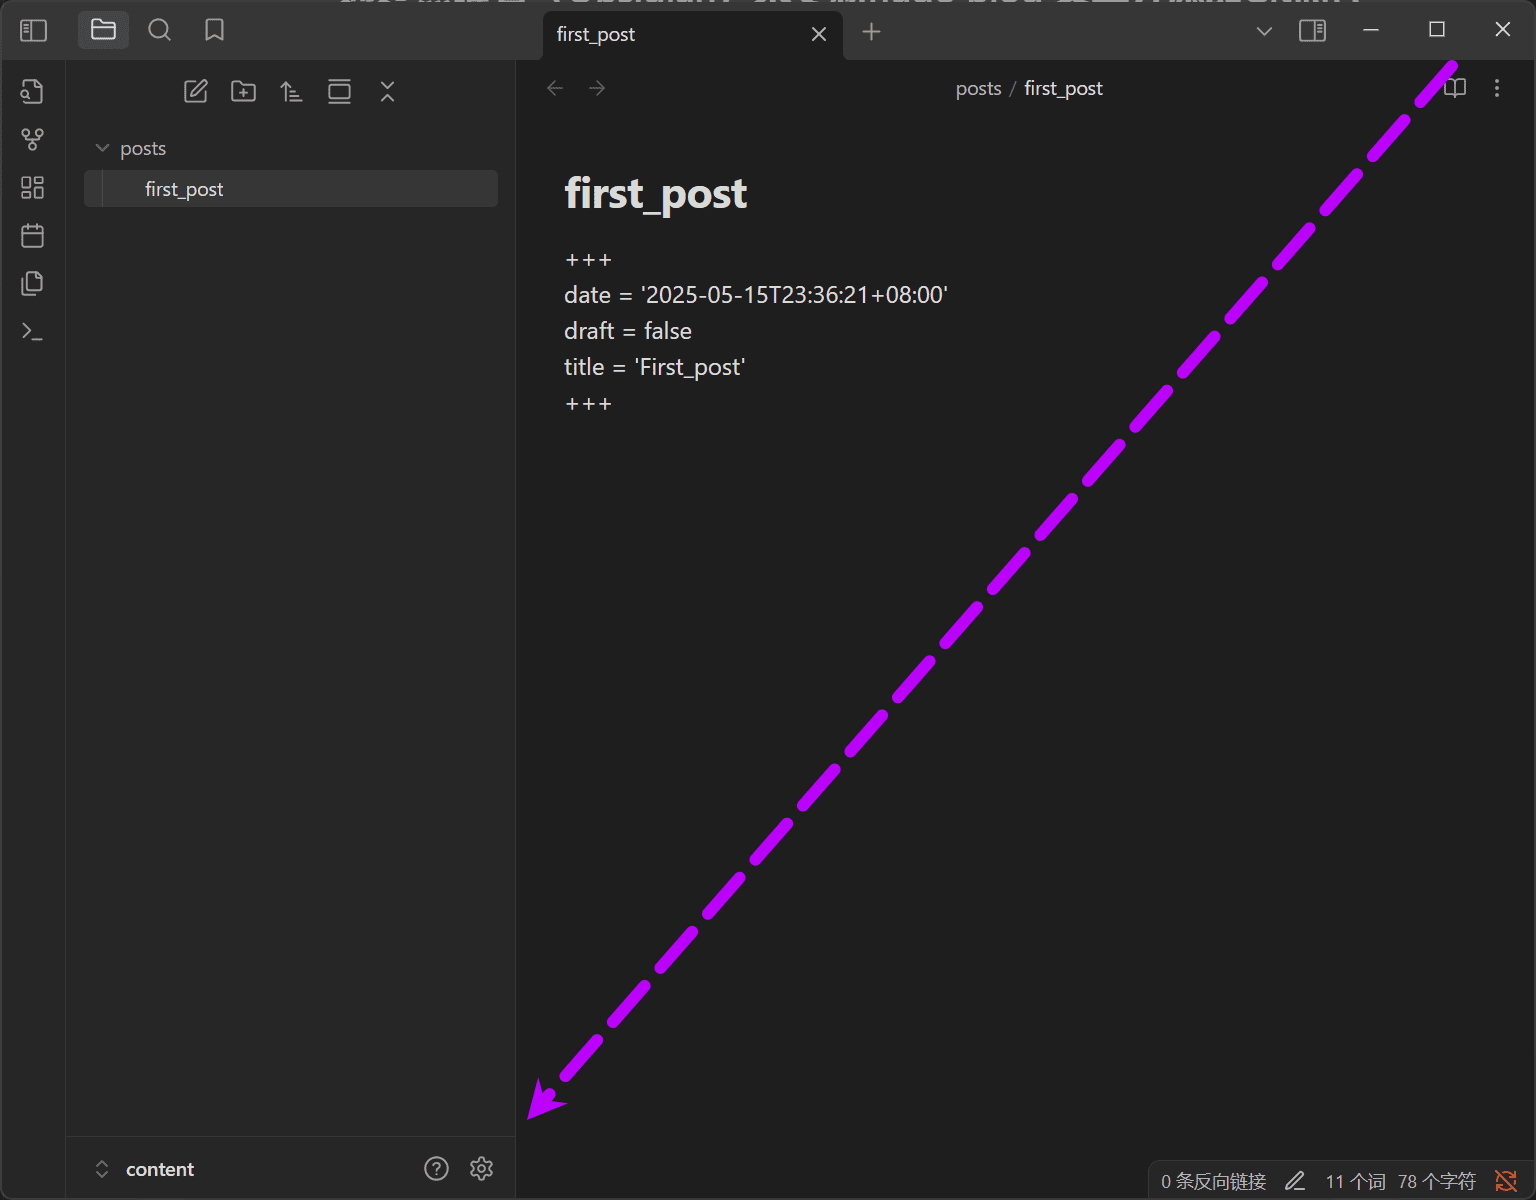 first_post
posts / first_post
posts
first_post
first_post
+++
date = '2025-05-15T23:36:21+08:00'
draft = false
title = 'First_post'
+++
content
0 条反向链接 11 个词 78 个字符